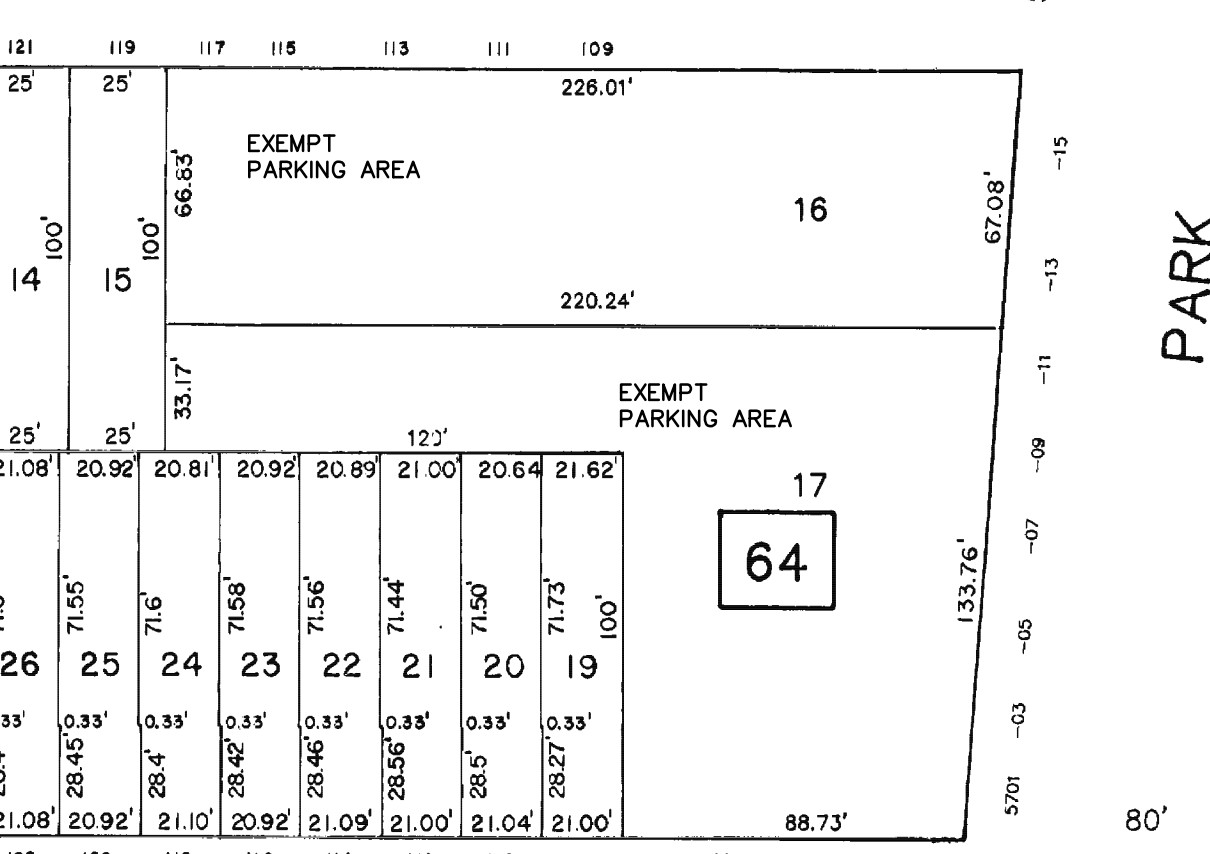 121 119 117 115 113 111 109
25' 25' 226.01'
EXEMPT
PARKING AREA
66.83'
16
67.08'
-15
100' 100'
14 15
-13
PARK
220.24'
33.17'
-11
EXEMPT
PARKING AREA
25' 25' 120'
-09
21.08' 20.92' 20.81' 20.92' 20.89' 21.00' 20.64 21.62'
17
64
-07
133.76'
71.55' 71.6' 71.58' 71.56' 71.44' 71.50' 71.73' 100'
-05
26 25 24 23 22 21 20 19
33' 0.33' 0.33' 0.33' 0.33' 0.33' 0.33' 0.33'
-03
28.45' 28.4' 28.42' 28.46' 28.56' 28.5' 28.27'
5701
21.08' 20.92' 21.10' 20.92' 21.09' 21.00' 21.04' 21.00' 88.73'
80'